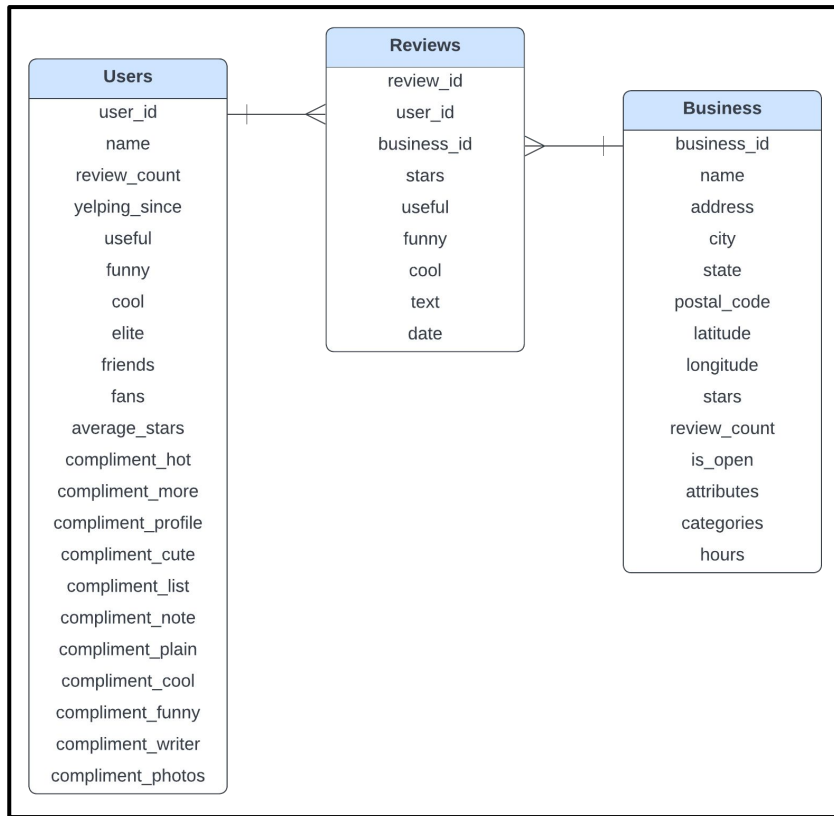 Users
user_id
name
review_count
yelping_since
useful
funny
cool
elite
friends
fans
average_stars
compliment_hot
compliment_more
compliment_profile
compliment_cute
compliment_list
compliment_note
compliment_plain
compliment_cool
compliment_funny
compliment_writer
compliment_photos
Reviews
review_id
user_id
business_id
stars
useful
funny
cool
text
date
Business
business_id
name
address
city
state
postal_code
latitude
longitude
stars
review_count
is_open
attributes
categories
hours